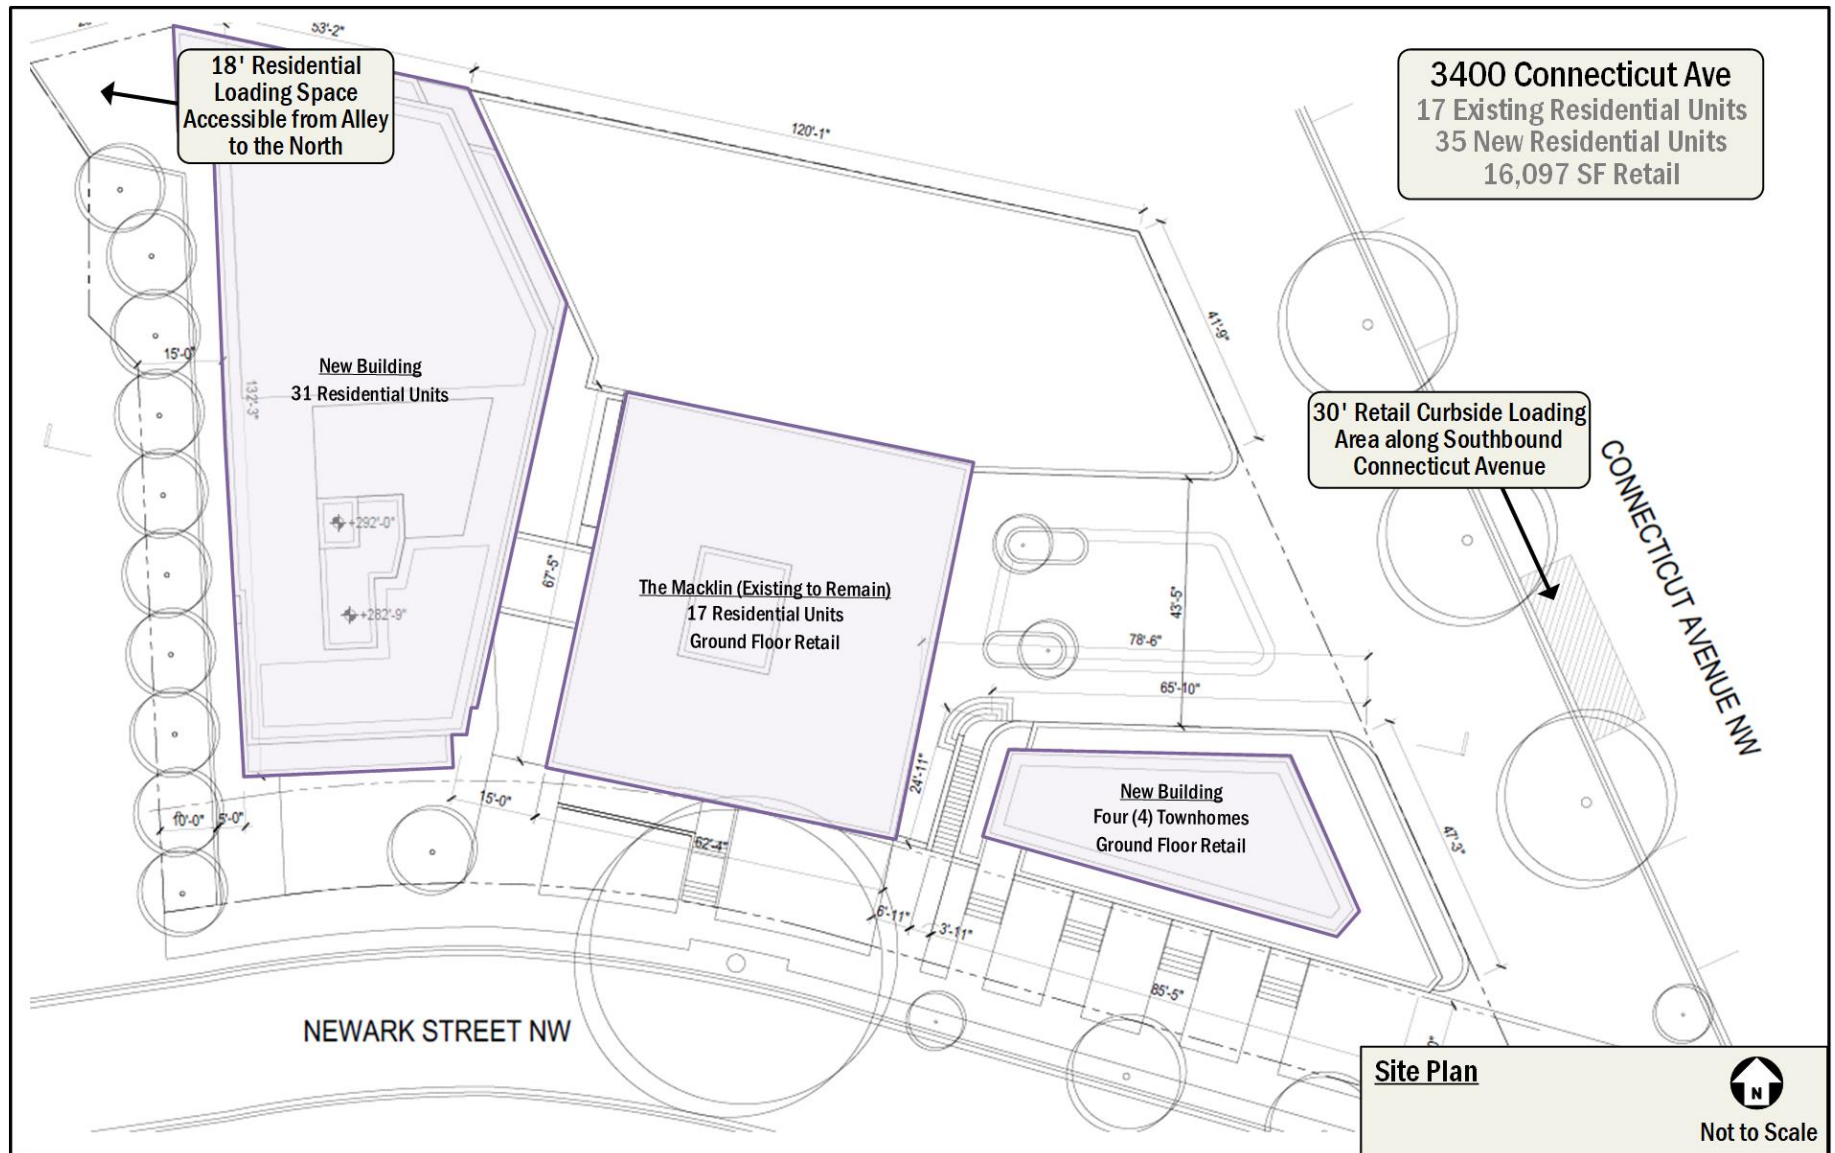 53'-2"
18' Residential
Loading Space
Accessible from Alley
to the North
3400 Connecticut Ave
17 Existing Residential Units
35 New Residential Units
16,097 SF Retail
120'-1"
41'-9"
15'-0"
132'-3"
New Building
31 Residential Units
30' Retail Curbside Loading
Area along Southbound
Connecticut Avenue
CONNECTICUT AVENUE NW
+292'-0"
+282'-9"
67'-5"
The Macklin (Existing to Remain)
17 Residential Units
Ground Floor Retail
43'-5"
78'-6"
65'-10"
24'-11"
New Building
Four (4) Townhomes
Ground Floor Retail
47'-3"
15'-0"
10'-0"
5'-0"
62'-4"
6'-11"
3'-11"
85'-5"
NEWARK STREET NW
Site Plan
N
Not to Scale